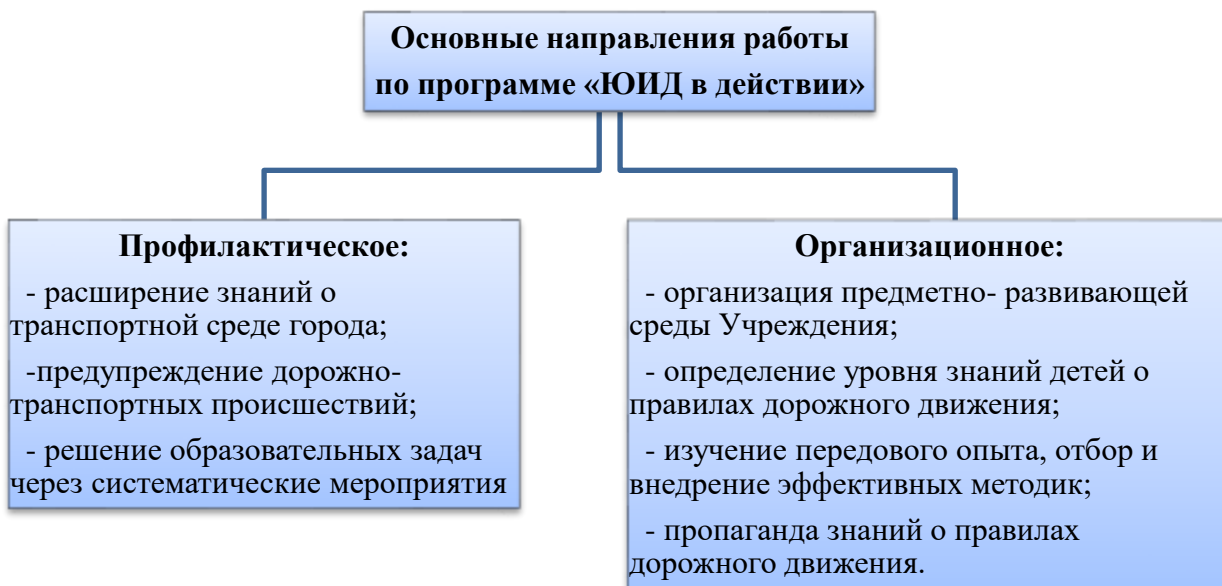 Основные направления работы
по программе «ЮИД в действии»
Профилактическое:
- расширение знаний о
транспортной среде города;
-предупреждение дорожно-
транспортных происшествий;
- решение образовательных задач
через систематические мероприятия
Организационное:
- организация предметно- развивающей
среды Учреждения;
- определение уровня знаний детей о
правилах дорожного движения;
- изучение передового опыта, отбор и
внедрение эффективных методик;
- пропаганда знаний о правилах
дорожного движения.